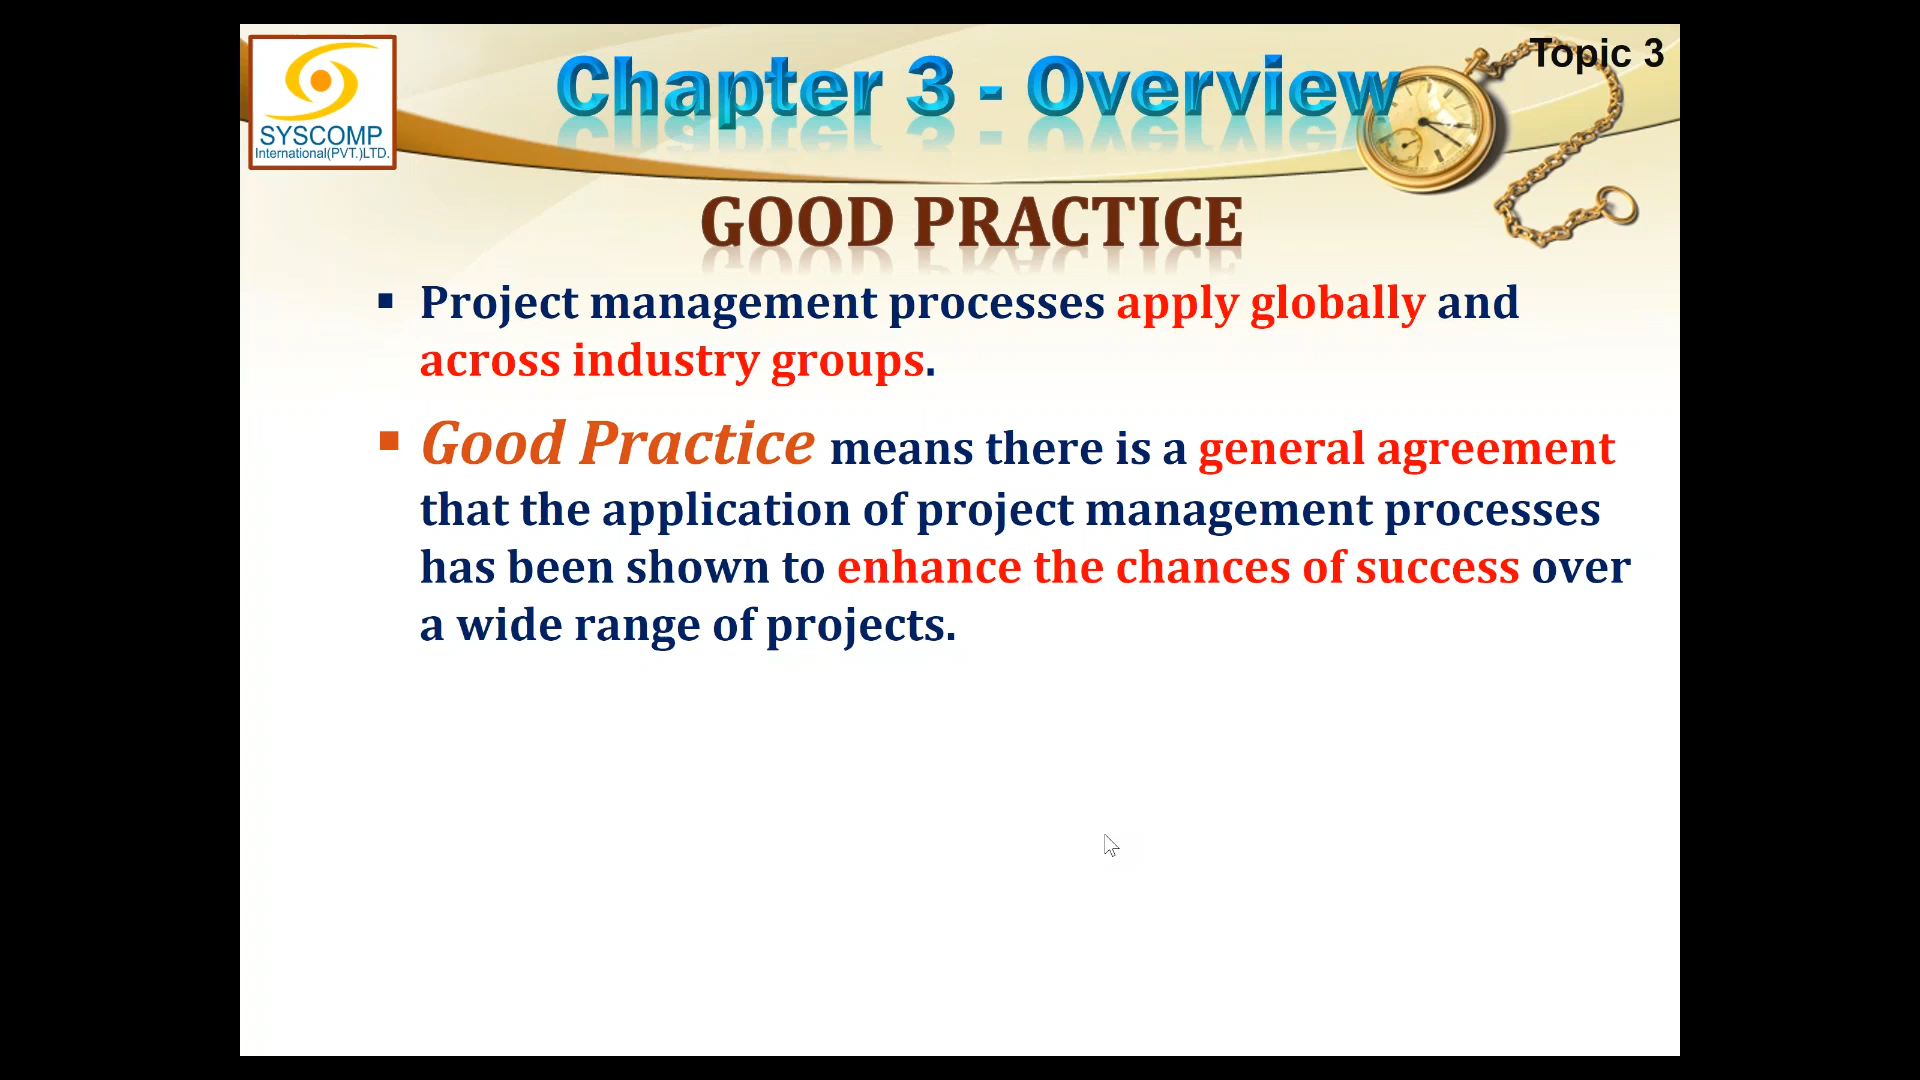 Topic 3
Chapter 3 - Overview
SYSCOMP
International(PVT.)LTD.
GOOD PRACTICE
▪ Project management processes apply globally and
across industry groups.
▪ Good Practice means there is a general agreement
that the application of project management processes
has been shown to enhance the chances of success over
a wide range of projects.